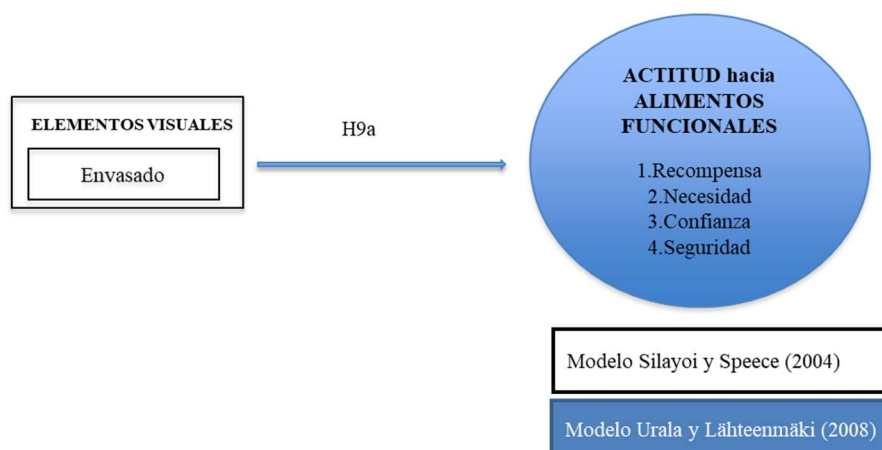 ELEMENTOS VISUALES
Envasado
H9a
ACTITUD hacia
ALIMENTOS
FUNCIONALES
1.Recompensa
2.Necesidad
3.Confianza
4.Seguridad
Modelo Silayoi y Speece (2004)
Modelo Urala y Lähteenmäki (2008)